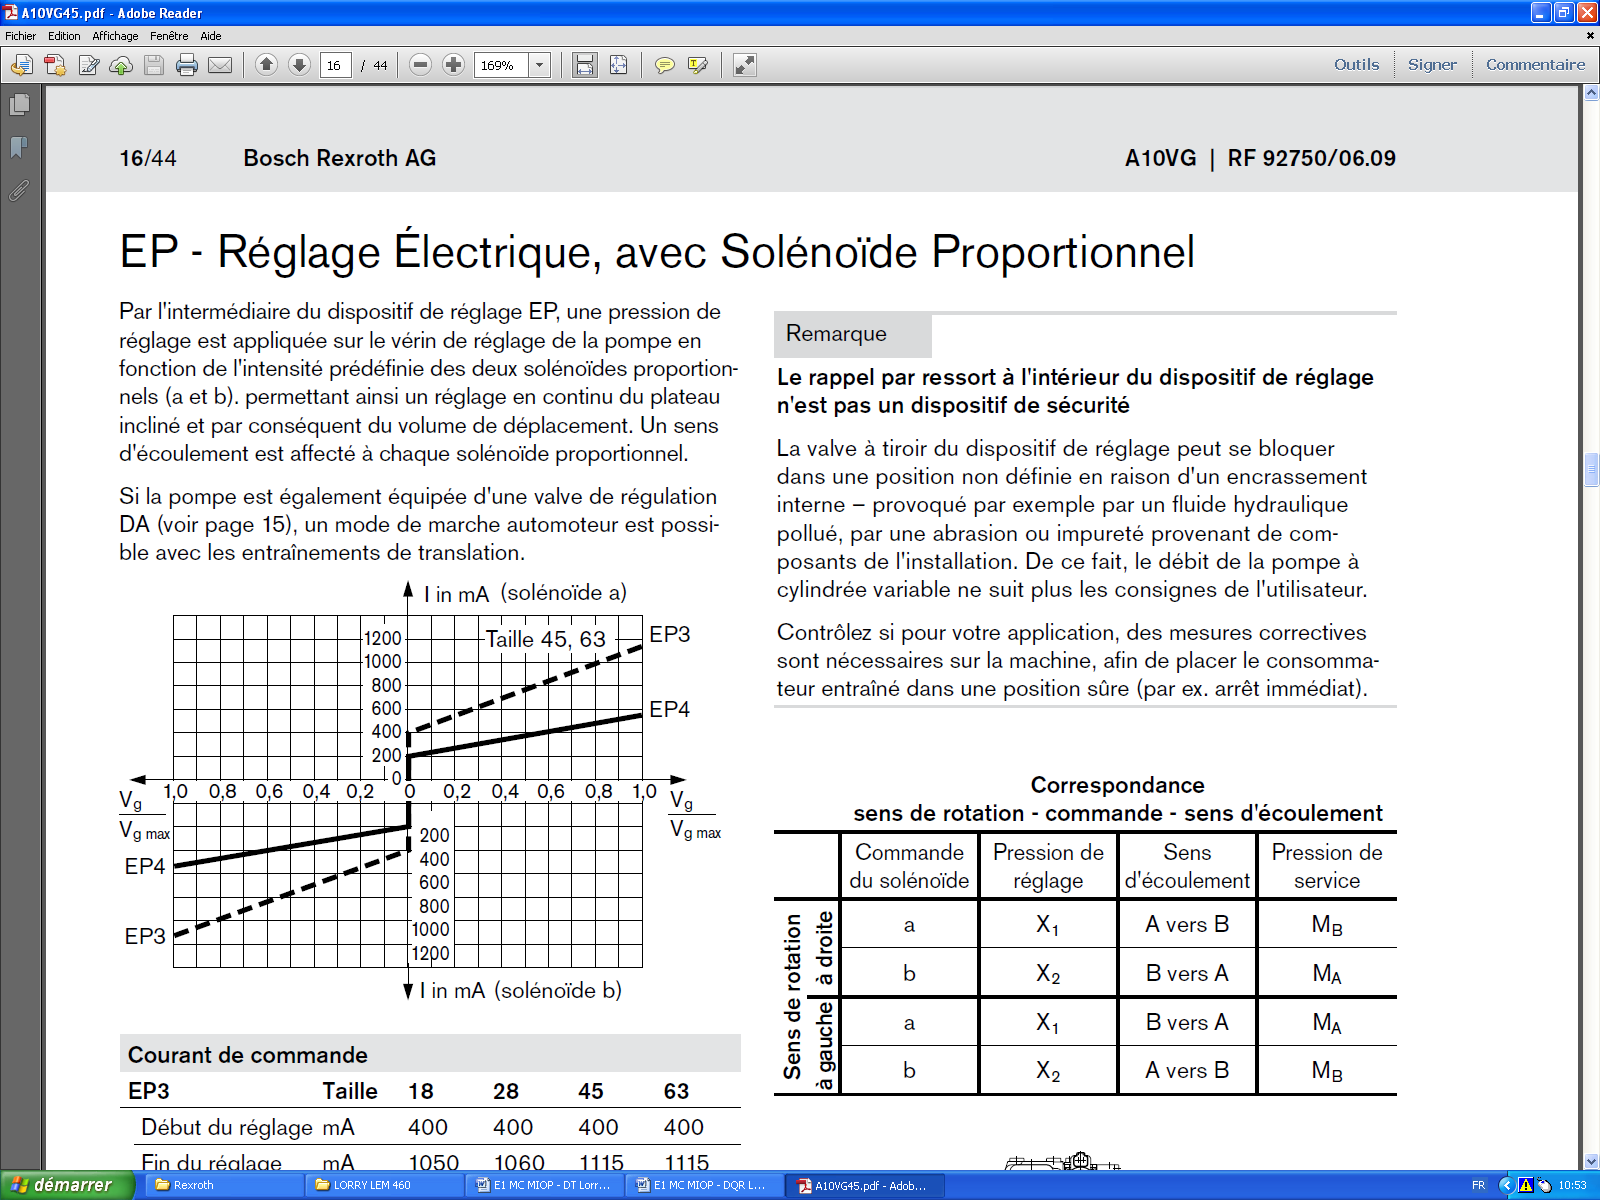 A10VG45.pdf - Adobe Reader
Fichier Edition Affichage Fenêtre Aide
16 / 44 169% Outils Signer Commentaire
16/44 Bosch Rexroth AG A10VG | RF 92750/06.09
EP - Réglage Électrique, avec Solénoïde Proportionnel
Par l'intermédiaire du dispositif de réglage EP, une pression de
réglage est appliquée sur le vérin de réglage de la pompe en
fonction de l'intensité prédéfinie des deux solénoïdes proportion-
nels (a et b). permettant ainsi un réglage en continu du plateau
incliné et par conséquent du volume de déplacement. Un sens
d'écoulement est affecté à chaque solénoïde proportionnel.
Si la pompe est également équipée d'une valve de régulation
DA (voir page 15), un mode de marche automoteur est possi-
ble avec les entraînements de translation.
I in mA (solénoïde a)
Taille 45, 63
EP3
1200
1000
800
600
EP4
400
200
0
1,0 0,8 0,6 0,4 0,2 0 0,2 0,4 0,6 0,8 1,0
Vg
Vg max
Vg
Vg max
200
400
EP4
600
800
1000
EP3
1200
I in mA (solénoïde b)
Courant de commande
EP3 Taille 18 28 45 63
Début du réglage mA 400 400 400 400
Fin du réglage mA 1050 1060 1115 1115
Remarque
Le rappel par ressort à l'intérieur du dispositif de réglage
n'est pas un dispositif de sécurité
La valve à tiroir du dispositif de réglage peut se bloquer
dans une position non définie en raison d'un encrassement
interne – provoqué par exemple par un fluide hydraulique
pollué, par une abrasion ou impureté provenant de com-
posants de l'installation. De ce fait, le débit de la pompe à
cylindrée variable ne suit plus les consignes de l'utilisateur.
Contrôlez si pour votre application, des mesures correctives
sont nécessaires sur la machine, afin de placer le consomma-
teur entraîné dans une position sûre (par ex. arrêt immédiat).
Correspondance
sens de rotation - commande - sens d'écoulement
Commande Pression de Sens Pression de
du solénoïde réglage d'écoulement service
Sens de rotation
à droite
a X1 A vers B MB
b X2 B vers A MA
à gauche
a X1 B vers A MA
b X2 A vers B MB
démarrer Rexroth LORRY LEM 460 E1 MC MIOP - DT Lorr... E1 MC MIOP - DQR L... A10VG45.pdf - Adob... FR 10:53